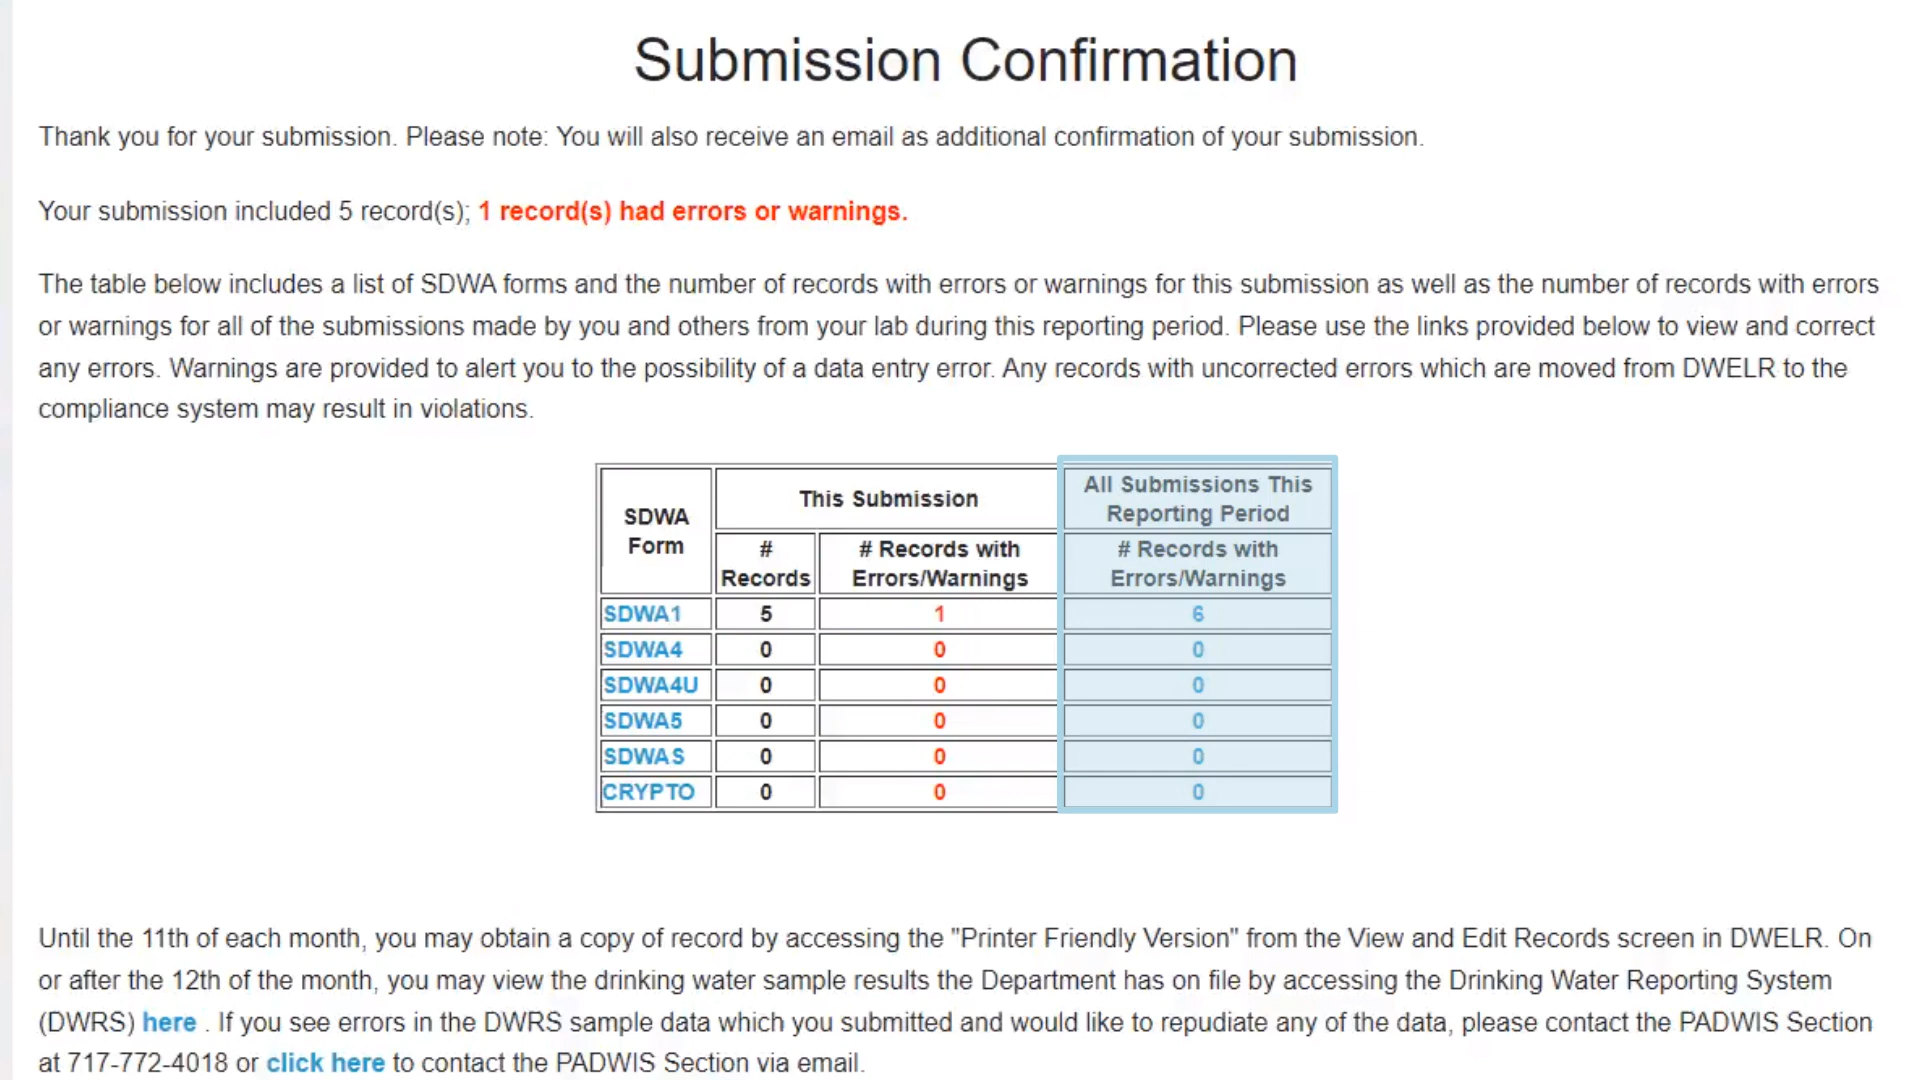 Submission Confirmation
Thank you for your submission. Please note: You will also receive an email as additional confirmation of your submission.
Your submission included 5 record(s); 1 record(s) had errors or warnings.
The table below includes a list of SDWA forms and the number of records with errors or warnings for this submission as well as the number of records with errors
or warnings for all of the submissions made by you and others from your lab during this reporting period. Please use the links provided below to view and correct
any errors. Warnings are provided to alert you to the possibility of a data entry error. Any records with uncorrected errors which are moved from DWELR to the
compliance system may result in violations.
SDWA Form This Submission All Submissions This Reporting Period
# Records # Records with Errors/Warnings # Records with Errors/Warnings
SDWA1 5 1 6
SDWA4 0 0 0
SDWA4U 0 0 0
SDWA5 0 0 0
SDWAS 0 0 0
CRYPTO 0 0 0
Until the 11th of each month, you may obtain a copy of record by accessing the "Printer Friendly Version" from the View and Edit Records screen in DWELR. On
or after the 12th of the month, you may view the drinking water sample results the Department has on file by accessing the Drinking Water Reporting System
(DWRS) here . If you see errors in the DWRS sample data which you submitted and would like to repudiate any of the data, please contact the PADWIS Section
at 717-772-4018 or click here to contact the PADWIS Section via email.